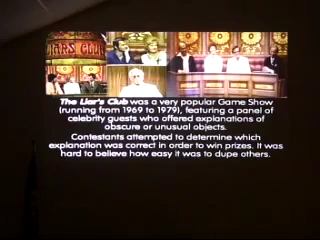 LIARS CLUB
The Liar's Club was a very popular Game Show
(running from 1969 to 1979), featuring a panel of
celebrity guests who offered explanations of
obscure or unusual objects.
Contestants attempted to determine which
explanation was correct in order to win prizes. It was
hard to believe how easy it was to dupe others.